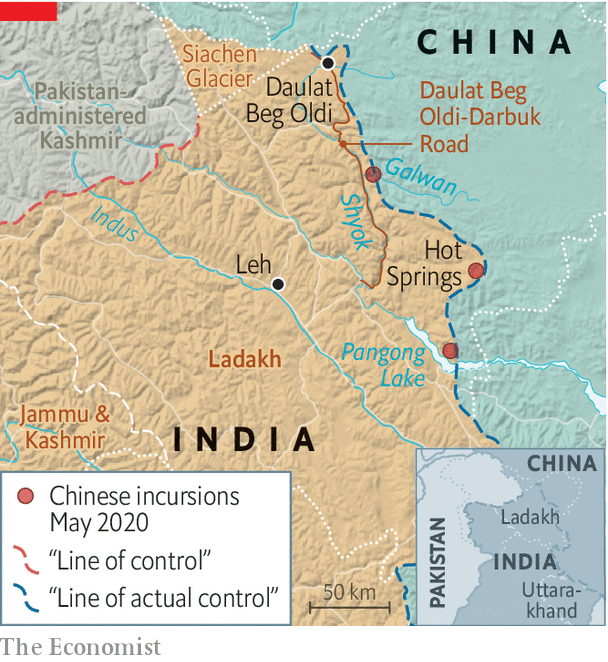 CHINA
Siachen
Glacier
Daulat
Beg Oldi
Daulat Beg
Oldi-Darbuk
Road
Pakistan-
administered
Kashmir
Galwan
Shyok
Indus
Hot
Springs
Leh
Pangong
Lake
Ladakh
Jammu &
Kashmir
INDIA
Chinese incursions
May 2020
“Line of control”
“Line of actual control”
50 km
CHINA
Ladakh
PAKISTAN
INDIA
Uttara-
khand
The Economist